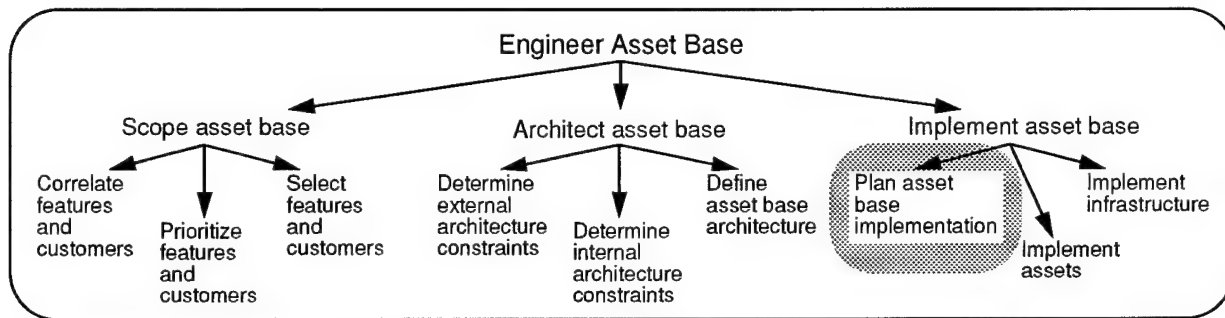 Engineer Asset Base
Scope asset base
Architect asset base
Implement asset base
Correlate
features
and
customers
Prioritize
features
and
customers
Select
features
and
customers
Determine
external
architecture
constraints
Determine
internal
architecture
constraints
Define
asset base
architecture
Plan asset
base
implementation
Implement
assets
Implement
infrastructure